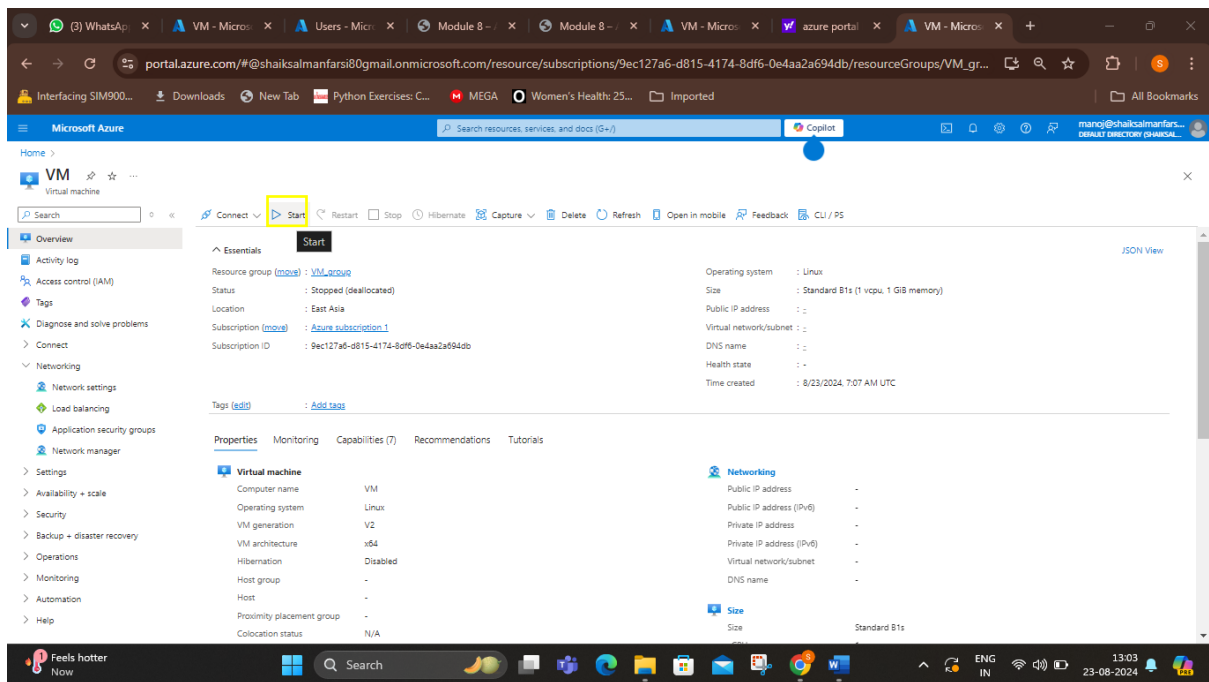 (3) WhatsAp
VM - Micros
Users - Micr
Module 8 – /
Module 8 – /
VM - Micros
azure portal
VM - Micros
portal.azure.com/#@shaiksalmanfarsi80gmail.onmicrosoft.com/resource/subscriptions/9ec127a6-d815-4174-8df6-0e4aa2a694db/resourceGroups/VM_gr...
S
Interfacing SIM900...
Downloads
New Tab
Python Exercises: C...
MEGA
Women's Health: 25...
Imported
All Bookmarks
Microsoft Azure
Search resources, services, and docs (G+/)
Copilot
manoj@shaiksalmanfars...
DEFAULT DIRECTORY (SHAIKSAL...
Home >
VM
Virtual machine
Search
Connect
Start
Restart
Stop
Hibernate
Capture
Delete
Refresh
Open in mobile
Feedback
CLI / PS
Start
Overview
Activity log
Access control (IAM)
Tags
Diagnose and solve problems
Connect
Networking
Network settings
Load balancing
Application security groups
Network manager
Settings
Availability + scale
Security
Backup + disaster recovery
Operations
Monitoring
Automation
Help
Essentials
JSON View
Resource group (move) : VM_group
Status : Stopped (deallocated)
Location : East Asia
Subscription (move) : Azure subscription 1
Subscription ID : 9ec127a6-d815-4174-8df6-0e4aa2a694db
Operating system : Linux
Size : Standard B1s (1 vcpu, 1 GiB memory)
Public IP address : -
Virtual network/subnet : -
DNS name : -
Health state : -
Time created : 8/23/2024, 7:07 AM UTC
Tags (edit) : Add tags
Properties Monitoring Capabilities (7) Recommendations Tutorials
Virtual machine
Computer name VM
Operating system Linux
VM generation V2
VM architecture x64
Hibernation Disabled
Host group -
Host -
Proximity placement group -
Colocation status N/A
Networking
Public IP address -
Public IP address (IPv6) -
Private IP address -
Private IP address (IPv6) -
Virtual network/subnet -
DNS name -
Size
Size Standard B1s
1
Feels hotter
Now
Search
ENG
IN
13:03
23-08-2024
PRE